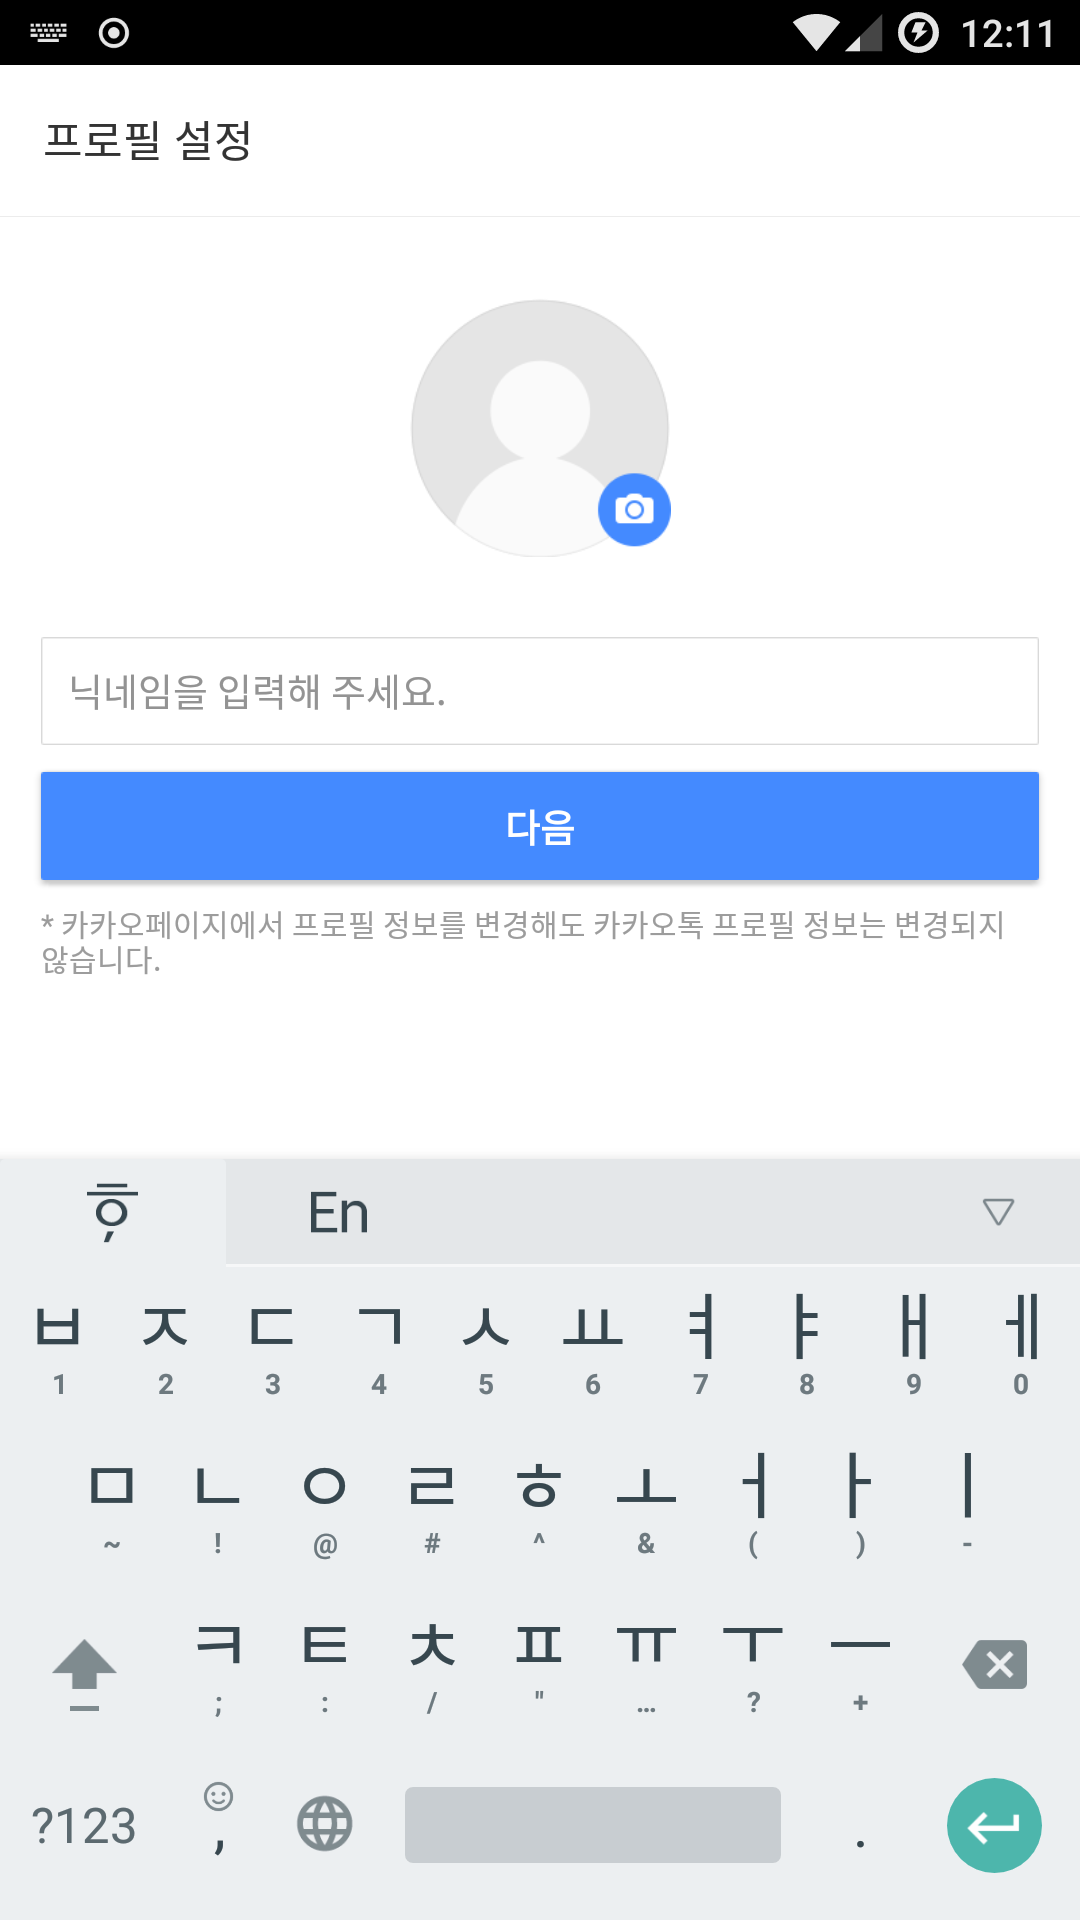 12:11
프로필 설정
닉네임을 입력해 주세요.
다음
* 카카오페이지에서 프로필 정보를 변경해도 카카오톡 프로필 정보는 변경되지
않습니다.
En
ㅂ ㅈ ㄷ ㄱ ㅅ ㅛ ㅕ ㅑ ㅐ ㅔ
1 2 3 4 5 6 7 8 9 0
ㅁ ㄴ ㅇ ㄹ ㅎ ㅗ ㅓ ㅏ ㅣ
~ ! @ # ^ & ( ) -
ㅋ ㅌ ㅊ ㅍ ㅠ ㅜ ㅡ
; : / " … ? +
?123 , .